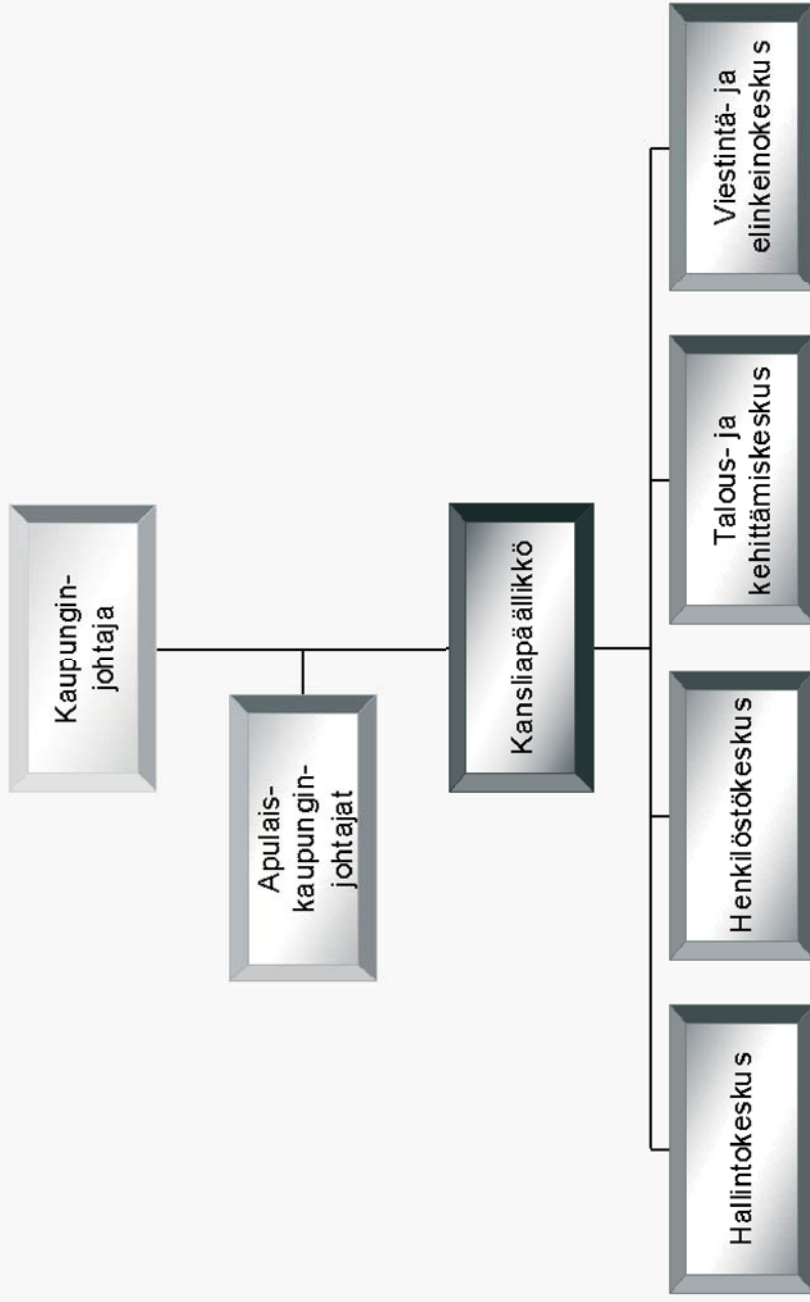 Kaupungin-
johtaja
Apulais-
kaupungin-
johtajat
Kansliapäällikkö
Hallintokeskus
Henkilöstökeskus
Talous- ja
kehittämiskeskus
Viestintä- ja
elinkeinokeskus